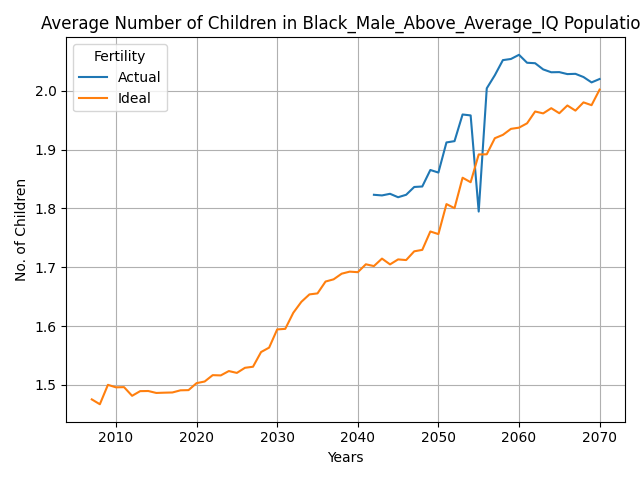 Average Number of Children in Black_Male_Above_Average_IQ Populatio
Fertility
Actual
Ideal
No. of Children
2.0
1.9
1.8
1.7
1.6
1.5
2010 2020 2030 2040 2050 2060 2070
Years